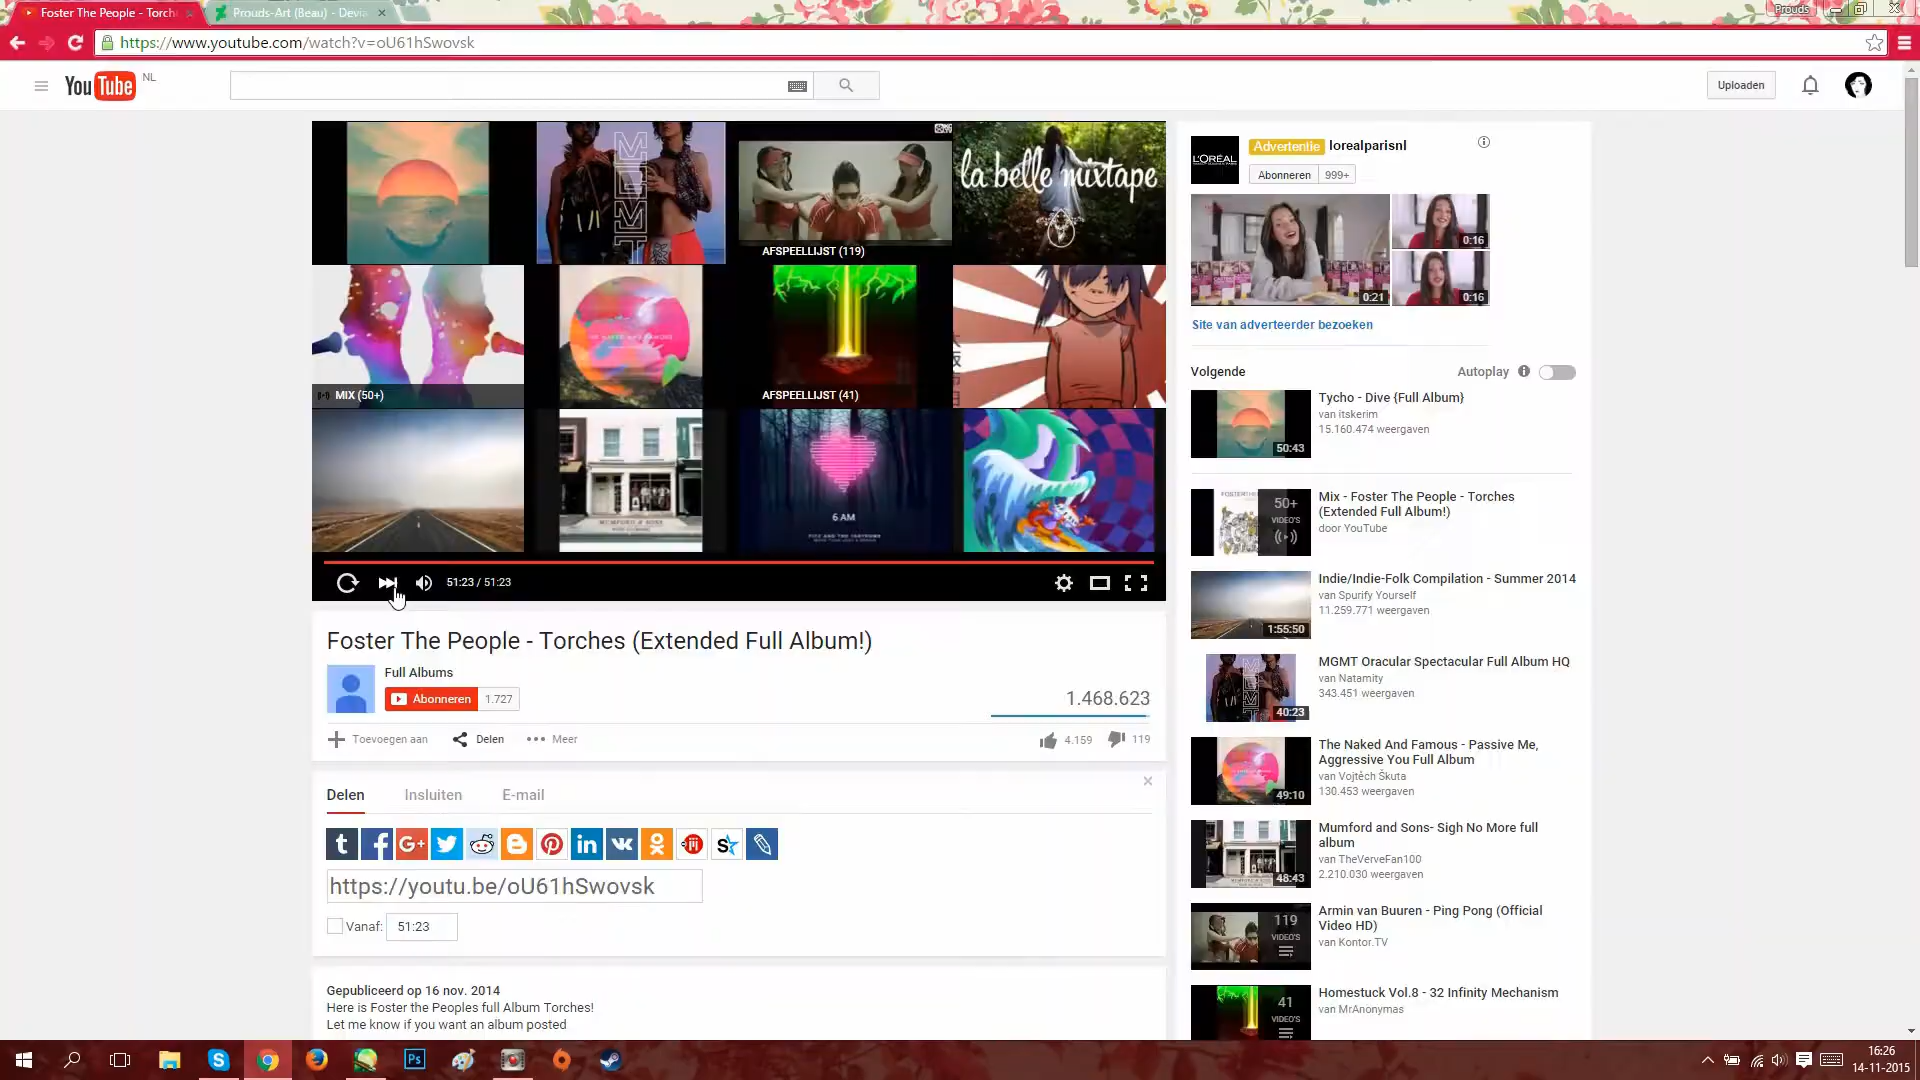 Foster The People - Torch
Prouds-Art (Beau) - Devia
Prouds
https://www.youtube.com/watch?v=oU61hSwovsk
YouTube NL
Uploaden
MGMT
AFSPEELLIJST (119)
la belle mixtape
MIX (50+)
AFSPEELLIJST (41)
MUMFORD & SONS
6 AM
51:23 / 51:23
Foster The People - Torches (Extended Full Album!)
Full Albums
Abonneren 1.727
1.468.623
Toevoegen aan Delen Meer
4.159 119
Delen Insluiten E-mail
https://youtu.be/oU61hSwovsk
Vanaf: 51:23
Gepubliceerd op 16 nov. 2014
Here is Foster the Peoples full Album Torches!
Let me know if you want an album posted
L'ORÉAL
Advertentie lorealparisnl
Abonneren 999+
0:21
0:16
0:16
Site van adverteerder bezoeken
Volgende
Autoplay
Tycho - Dive {Full Album}
van itskerim
15.160.474 weergaven
50:43
Mix - Foster The People - Torches
(Extended Full Album!)
door YouTube
50+
VIDEO'S
Indie/Indie-Folk Compilation - Summer 2014
van Spurify Yourself
11.259.771 weergaven
1:55:50
MGMT Oracular Spectacular Full Album HQ
van Natamity
343.451 weergaven
40:23
The Naked And Famous - Passive Me,
Aggressive You Full Album
van Vojtěch Škuta
130.453 weergaven
49:10
Mumford and Sons- Sigh No More full
album
van TheVerveFan100
2.210.030 weergaven
48:43
Armin van Buuren - Ping Pong (Official
Video HD)
van Kontor.TV
119
VIDEO'S
Homestuck Vol.8 - 32 Infinity Mechanism
van MrAnonymas
41
VIDEO'S
16:26
14-11-2015